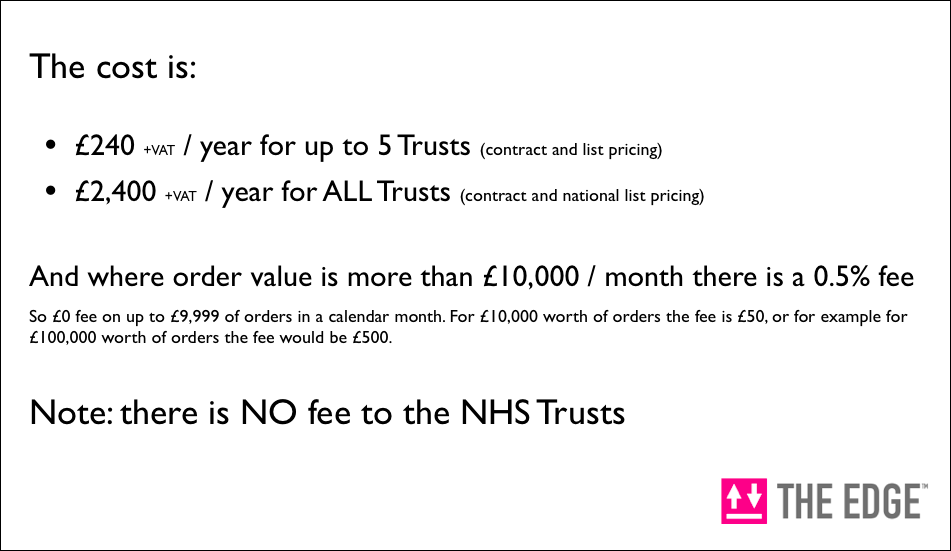 The cost is:
• £240 +VAT / year for up to 5 Trusts (contract and list pricing)
• £2,400 +VAT / year for ALL Trusts (contract and national list pricing)
And where order value is more than £10,000 / month there is a 0.5% fee
So £0 fee on up to £9,999 of orders in a calendar month. For £10,000 worth of orders the fee is £50, or for example for
£100,000 worth of orders the fee would be £500.
Note: there is NO fee to the NHS Trusts
THE EDGE™